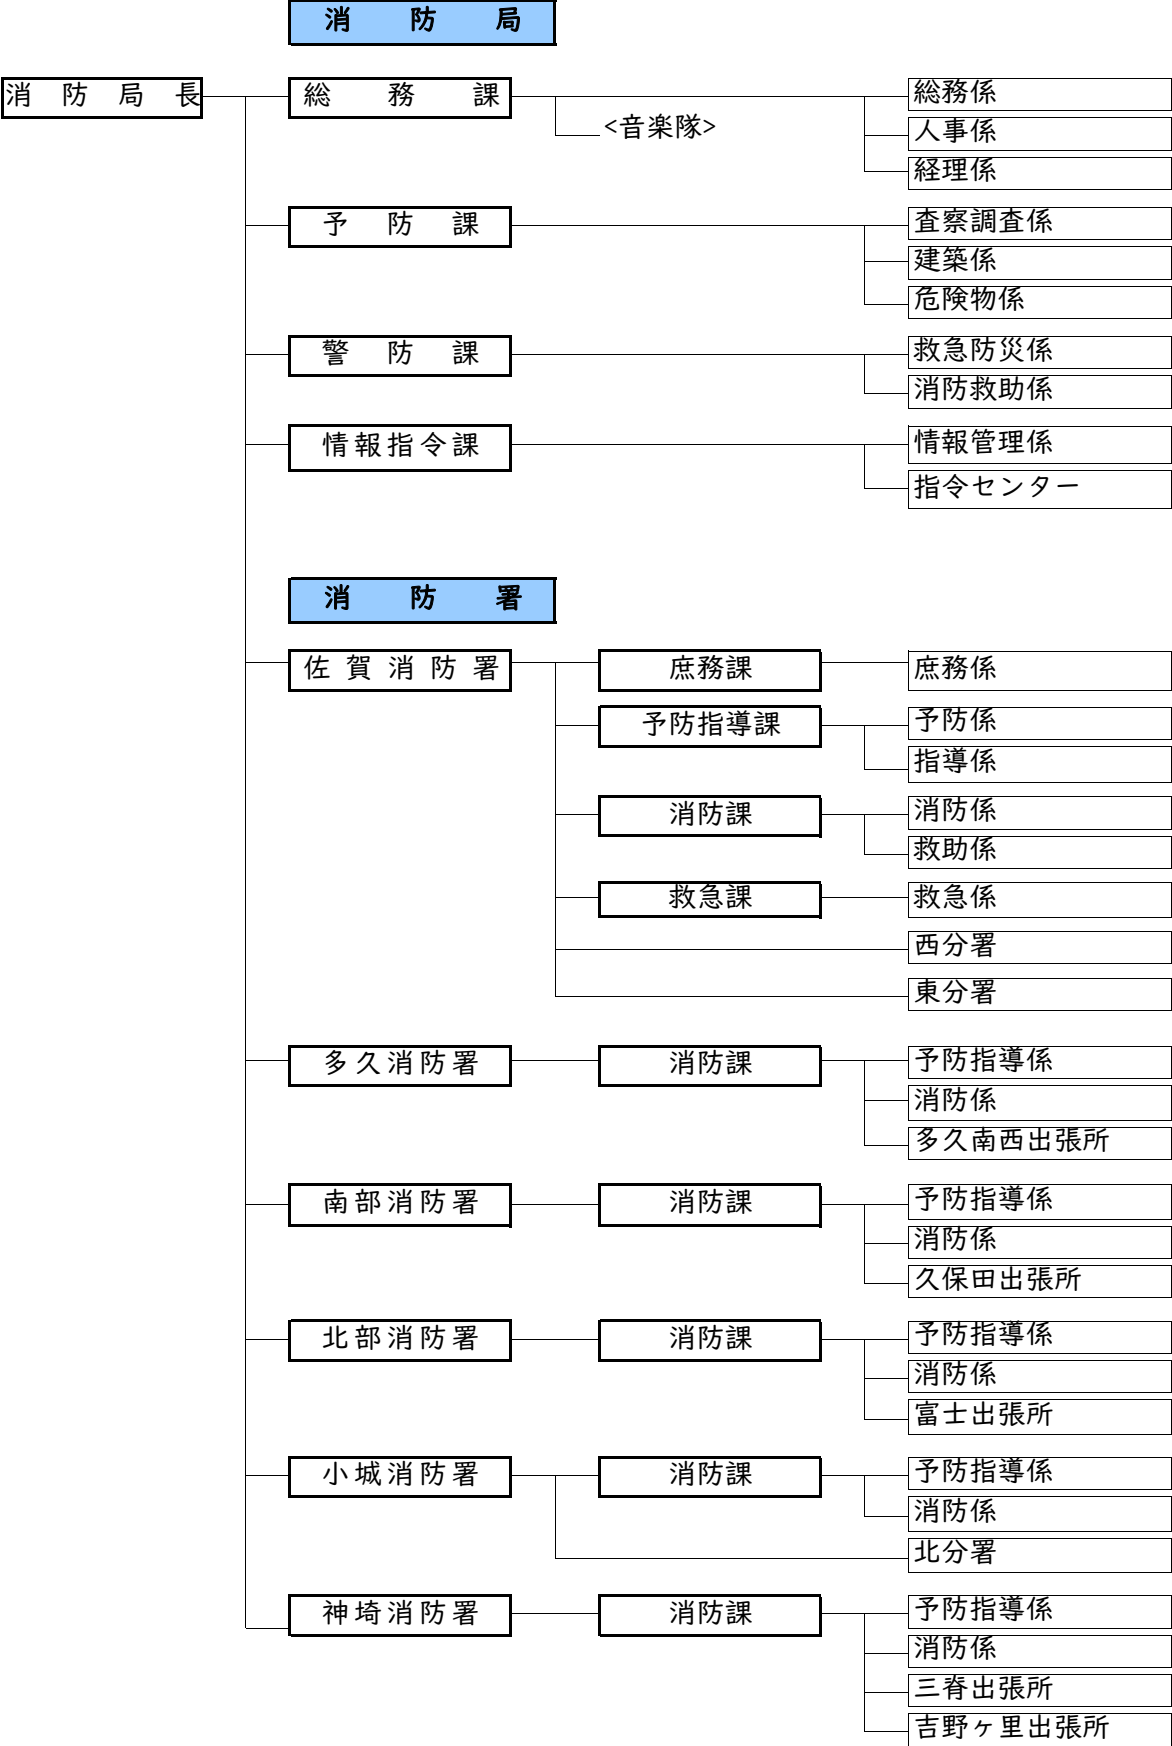 消防局
消防局長
総務課
<音楽隊>
総務係
人事係
経理係
予防課
査察調査係
建築係
危険物係
警防課
救急防災係
消防救助係
情報指令課
情報管理係
指令センター
消防署
佐賀消防署
庶務課
庶務係
予防指導課
予防係
指導係
消防課
消防係
救助係
救急課
救急係
西分署
東分署
多久消防署
消防課
予防指導係
消防係
多久南西出張所
南部消防署
消防課
予防指導係
消防係
久保田出張所
北部消防署
消防課
予防指導係
消防係
富士出張所
小城消防署
消防課
予防指導係
消防係
北分署
神埼消防署
消防課
予防指導係
消防係
三脊出張所
吉野ヶ里出張所